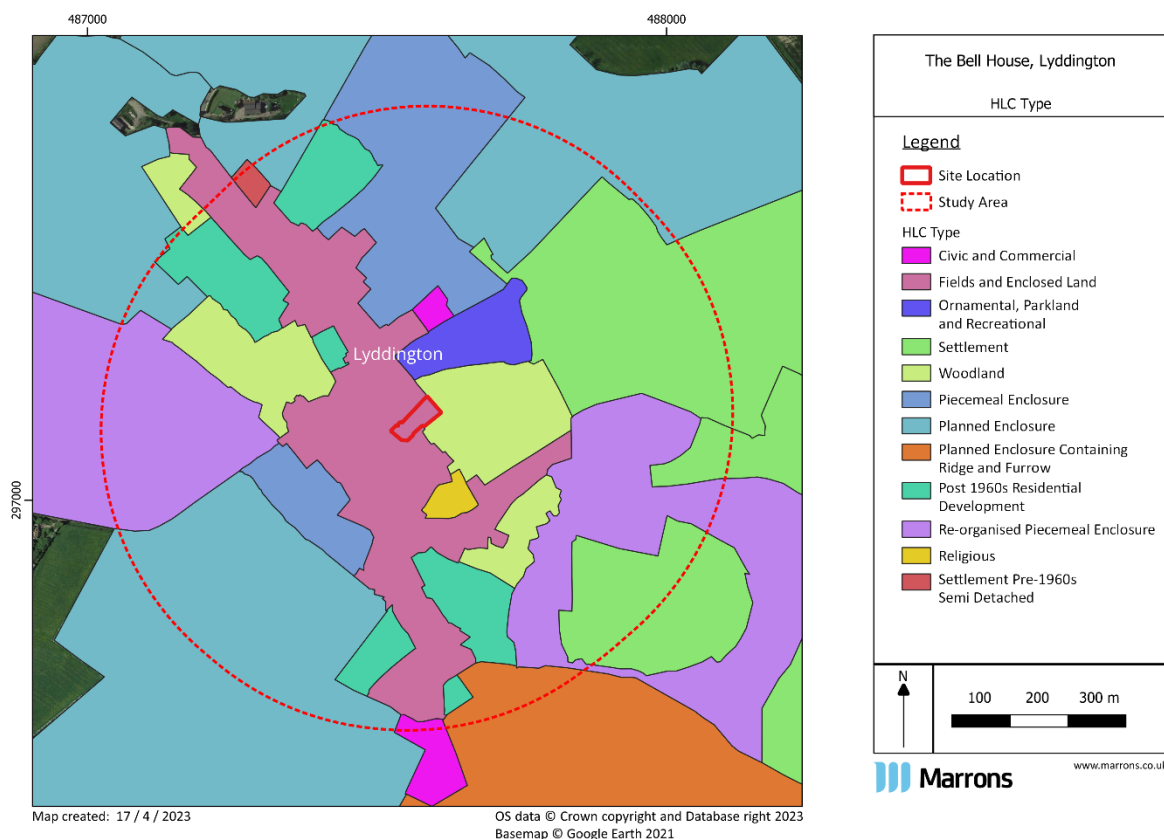 487000
488000
297000
Lyddington
Map created: 17 / 4 / 2023
OS data © Crown copyright and Database right 2023
Basemap © Google Earth 2021
The Bell House, Lyddington
HLC Type
Legend
Site Location
Study Area
HLC Type
Civic and Commercial
Fields and Enclosed Land
Ornamental, Parkland
and Recreational
Settlement
Woodland
Piecemeal Enclosure
Planned Enclosure
Planned Enclosure Containing
Ridge and Furrow
Post 1960s Residential
Development
Re-organised Piecemeal Enclosure
Religious
Settlement Pre-1960s
Semi Detached
N
100 200 300 m
Marrons
www.marrons.co.uk